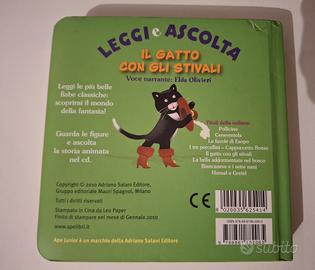 LEGGI e ASCOLTA
IL GATTO
CON GLI STIVALI
Voce narrante: Elda Olivieri
Leggi le più belle
fiabe classiche:
scoprirai il mondo
della fantasia!
Guarda le figure
e ascolta
la storia animata
nel cd.
Titoli della collana:
Pollicino
Cenerentola
Le favole di Esopo
I tre porcellini - Cappuccetto Rosso
Il gatto con gli stivali
La bella addormentata nel bosco
Biancaneve e i sette nani
Hansel e Gretel
Copyright © 2010 Adriano Salani Editore,
Gruppo editoriale Mauri Spagnol, Milano
Tutti i diritti riservati
Stampato in Cina da Leo Paper
Finito di stampare nel mese di Gennaio 2010
www.apelibri.it
Ape Junior è un marchio della Adriano Salani Editore
CE
8 020035 625414
subito